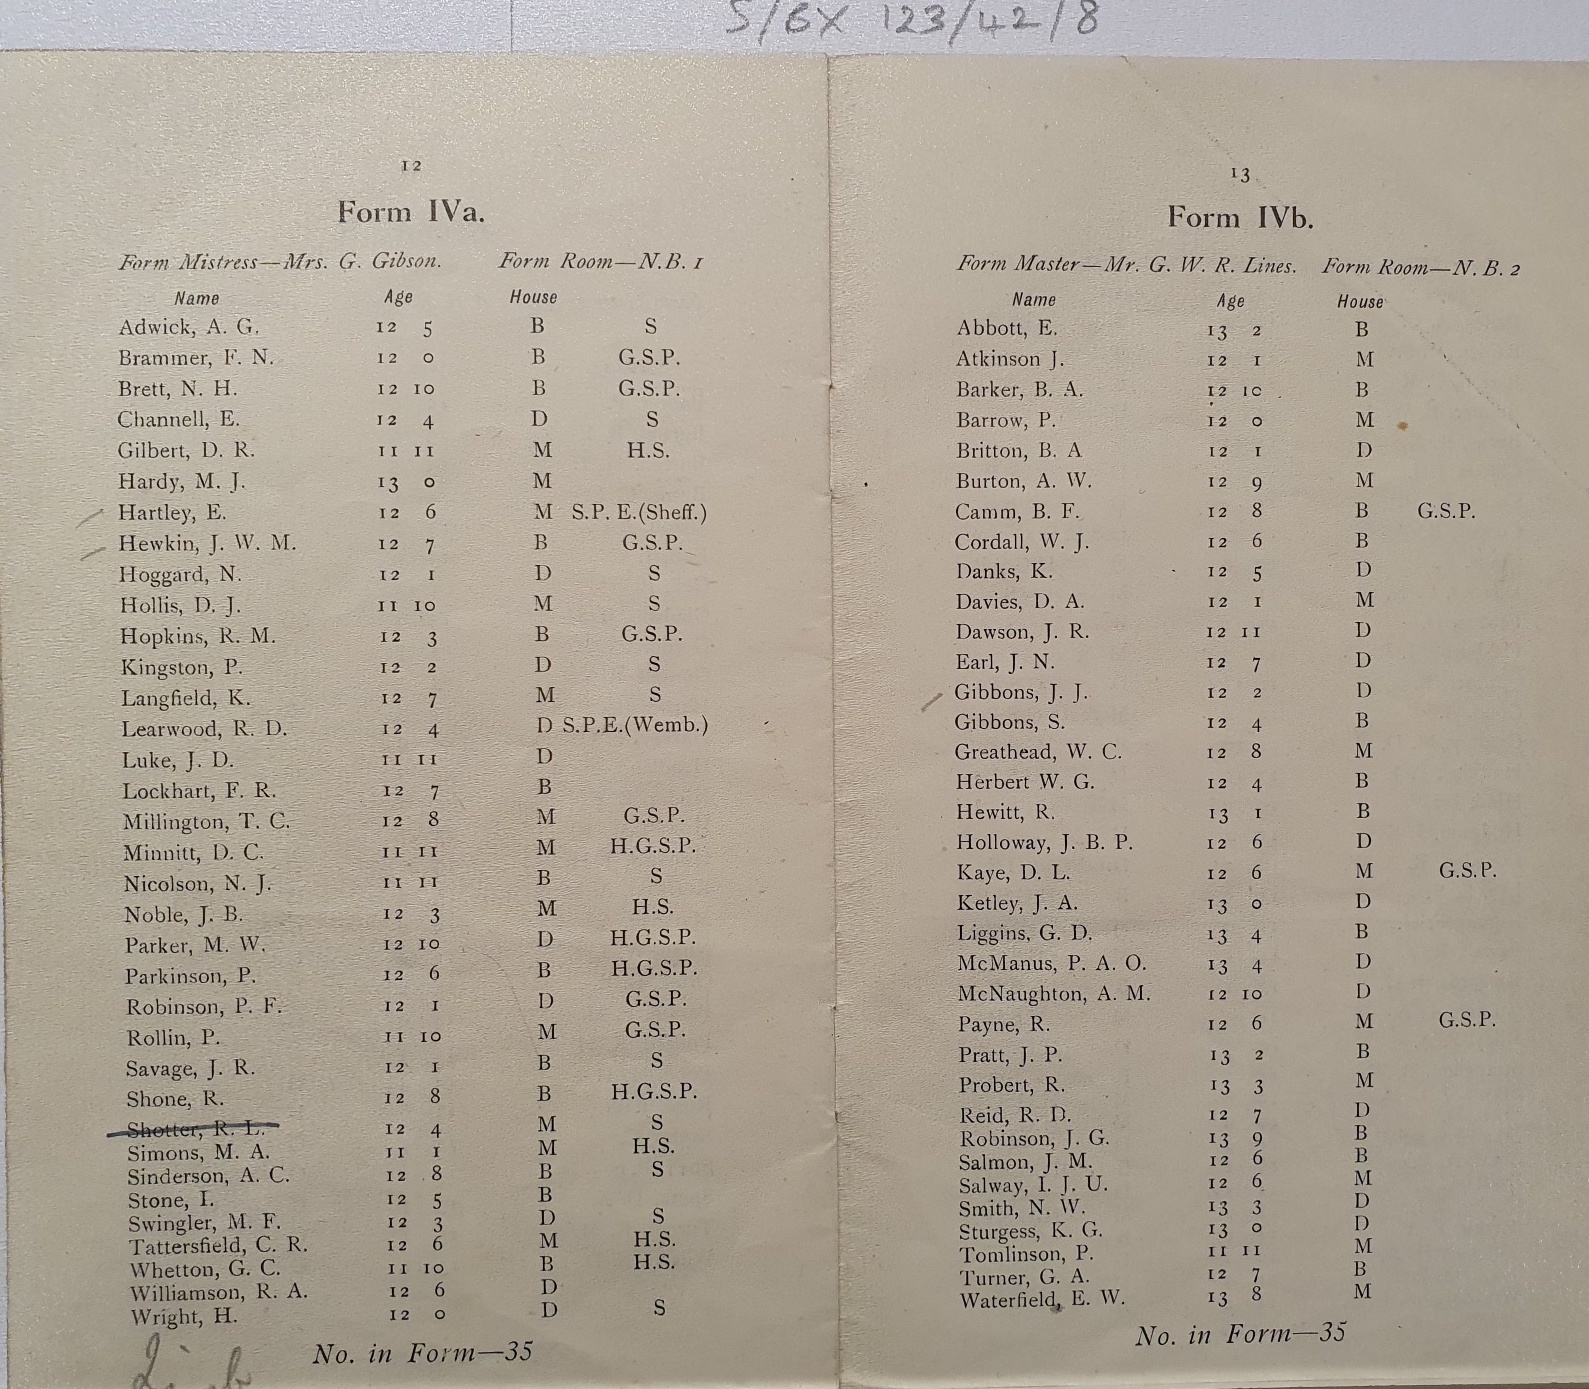 S/EX 123/42/8
12
Form IVa.
Form Mistress—Mrs. G. Gibson. Form Room—N.B. 1
Name Age House
Adwick, A. G. 12 5 B S
Brammer, F. N. 12 0 B G.S.P.
Brett, N. H. 12 10 B G.S.P.
Channell, E. 12 4 D S
Gilbert, D. R. 11 11 M H.S.
Hardy, M. J. 13 0 M
Hartley, E. 12 6 M S.P. E.(Sheff.)
Hewkin, J. W. M. 12 7 B G.S.P.
Hoggard, N. 12 1 D S
Hollis, D. J. 11 10 M S
Hopkins, R. M. 12 3 B G.S.P.
Kingston, P. 12 2 D S
Langfield, K. 12 7 M S
Learwood, R. D. 12 4 D S.P.E.(Wemb.)
Luke, J. D. 11 11 D
Lockhart, F. R. 12 7 B
Millington, T. C. 12 8 M G.S.P.
Minnitt, D. C. 11 11 M H.G.S.P.
Nicolson, N. J. 11 11 B S
Noble, J. B. 12 3 M H.S.
Parker, M. W. 12 10 D H.G.S.P.
Parkinson, P. 12 6 B H.G.S.P.
Robinson, P. F. 12 1 D G.S.P.
Rollin, P. 11 10 M G.S.P.
Savage, J. R. 12 1 B S
Shone, R. 12 8 B H.G.S.P.
Shotter, R. L. 12 4 M S
Simons, M. A. 11 1 M H.S.
Sinderson, A. C. 12 8 B S
Stone, I. 12 5 B
Swingler, M. F. 12 3 D S
Tattersfield, C. R. 12 6 M H.S.
Whetton, G. C. 11 10 B H.S.
Williamson, R. A. 12 6 D
Wright, H. 12 0 D S
No. in Form—35
13
Form IVb.
Form Master—Mr. G. W. R. Lines. Form Room—N. B. 2
Name Age House
Abbott, E. 13 2 B
Atkinson J. 12 1 M
Barker, B. A. 12 10 B
Barrow, P. 12 0 M
Britton, B. A 12 1 D
Burton, A. W. 12 9 M
Camm, B. F. 12 8 B G.S.P.
Cordall, W. J. 12 6 B
Danks, K. 12 5 D
Davies, D. A. 12 1 M
Dawson, J. R. 12 11 D
Earl, J. N. 12 7 D
Gibbons, J. J. 12 2 D
Gibbons, S. 12 4 B
Greathead, W. C. 12 8 M
Herbert W. G. 12 4 B
Hewitt, R. 13 1 B
Holloway, J. B. P. 12 6 D
Kaye, D. L. 12 6 M G.S.P.
Ketley, J. A. 13 0 D
Liggins, G. D. 13 4 B
McManus, P. A. O. 13 4 D
McNaughton, A. M. 12 10 D
Payne, R. 12 6 M G.S.P.
Pratt, J. P. 13 2 B
Probert, R. 13 3 M
Reid, R. D. 12 7 D
Robinson, J. G. 13 9 B
Salmon, J. M. 12 6 B
Salway, I. J. U. 12 6 M
Smith, N. W. 13 3 D
Sturgess, K. G. 13 0 D
Tomlinson, P. 11 11 M
Turner, G. A. 12 7 B
Waterfield, E. W. 13 8 M
No. in Form—35